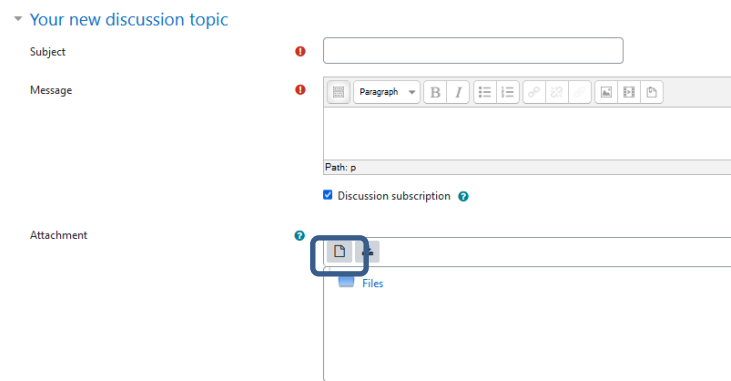 Your new discussion topic
Subject
Message
Paragraph B I
Path: p
Discussion subscription
Attachment
Files